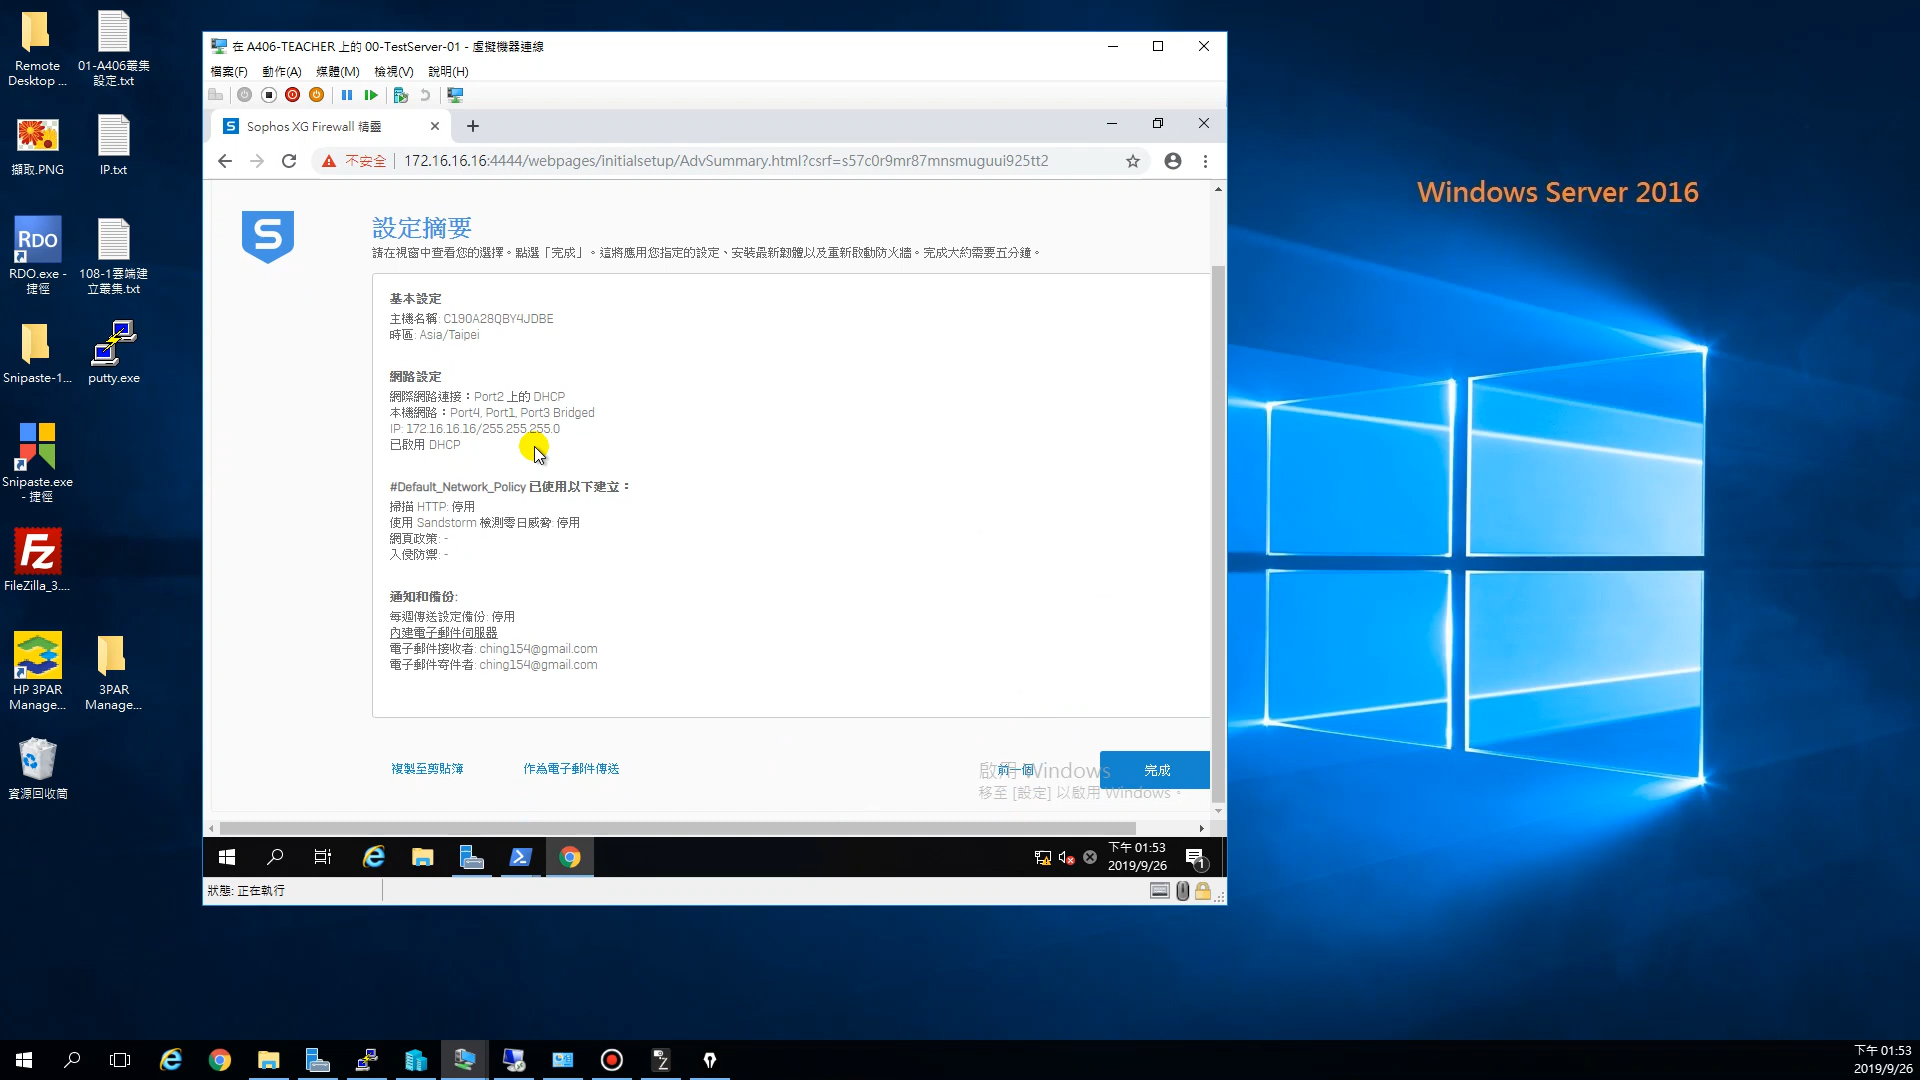 Remote
Desktop ...
01-A406叢集
設定.txt
擷取.PNG
IP.txt
RDO
RDO.exe -
捷徑
108-1雲端建
立叢集.txt
Snipaste-1...
putty.exe
Snipaste.exe
- 捷徑
FileZilla_3....
HP 3PAR
Manage...
3PAR
Manage...
資源回收筒
在 A406-TEACHER 上的 00-TestServer-01 - 虛擬機器連線
檔案(F) 動作(A) 媒體(M) 檢視(V) 說明(H)
Sophos XG Firewall 精靈
不安全 172.16.16.16:4444/webpages/initialsetup/AdvSummary.html?csrf=s57c0r9mr87mnsmuguui925tt2
設定摘要
請在視窗中查看您的選擇。點選「完成」。這將應用您指定的設定、安裝最新韌體以及重新啟動防火牆。完成大約需要五分鐘。
基本設定
主機名稱: C190A28QBY4JDBE
時區: Asia/Taipei
網路設定
網際網路連接：Port2 上的 DHCP
本機網路：Port4, Port1, Port3 Bridged
IP: 172.16.16.16/255.255.255.0
已啟用 DHCP
#Default_Network_Policy 已使用以下建立：
掃描 HTTP: 停用
使用 Sandstorm 檢測零日威脅: 停用
網頁政策: -
入侵防禦: -
通知和備份:
每週傳送設定備份: 停用
內建電子郵件伺服器
電子郵件接收者: ching154@gmail.com
電子郵件寄件者: ching154@gmail.com
複製至剪貼簿 作為電子郵件傳送 前一個 完成
啟用 Windows
移至 [設定] 以啟用 Windows。
下午 01:53
2019/9/26
1
狀態: 正在執行
Windows Server 2016
下午 01:53
2019/9/26